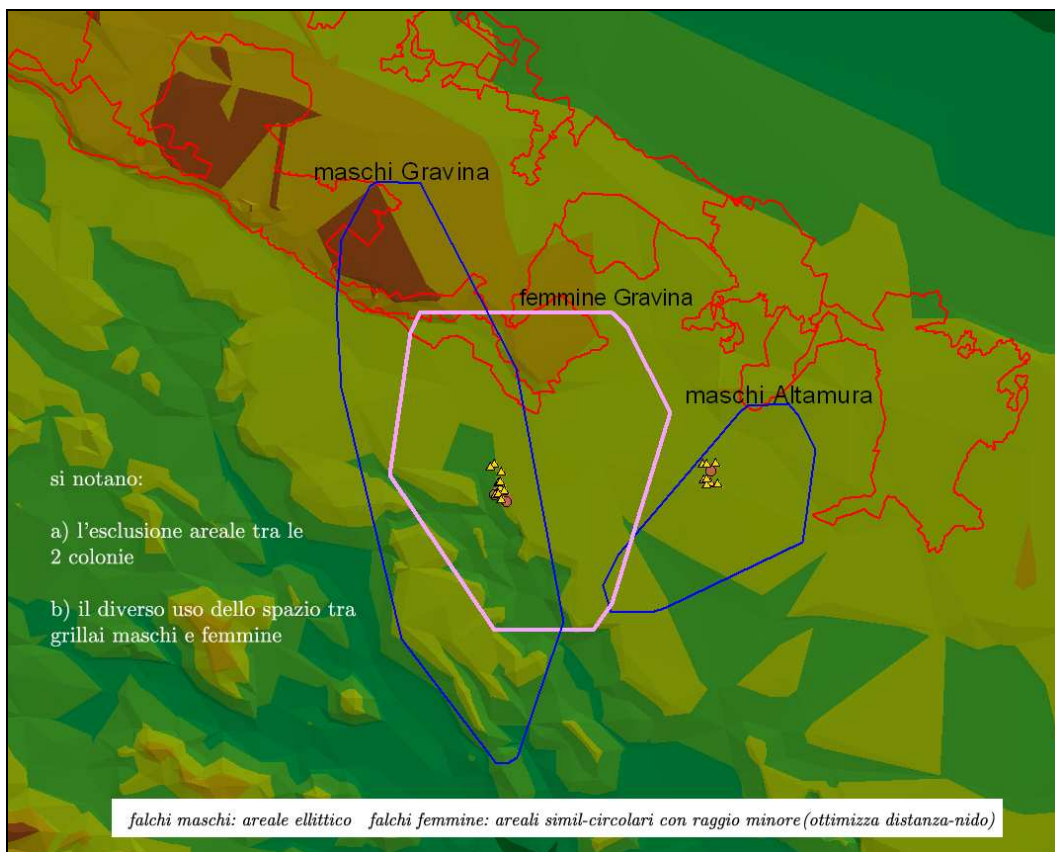 maschi Gravina
femmine Gravina
maschi Altamura
si notano:
a) l'esclusione areale tra le
2 colonie
b) il diverso uso dello spazio tra
grillai maschi e femmine
falchi maschi: areale ellittico falchi femmine: areali simil-circolari con raggio minore (ottimizza distanza-nido)